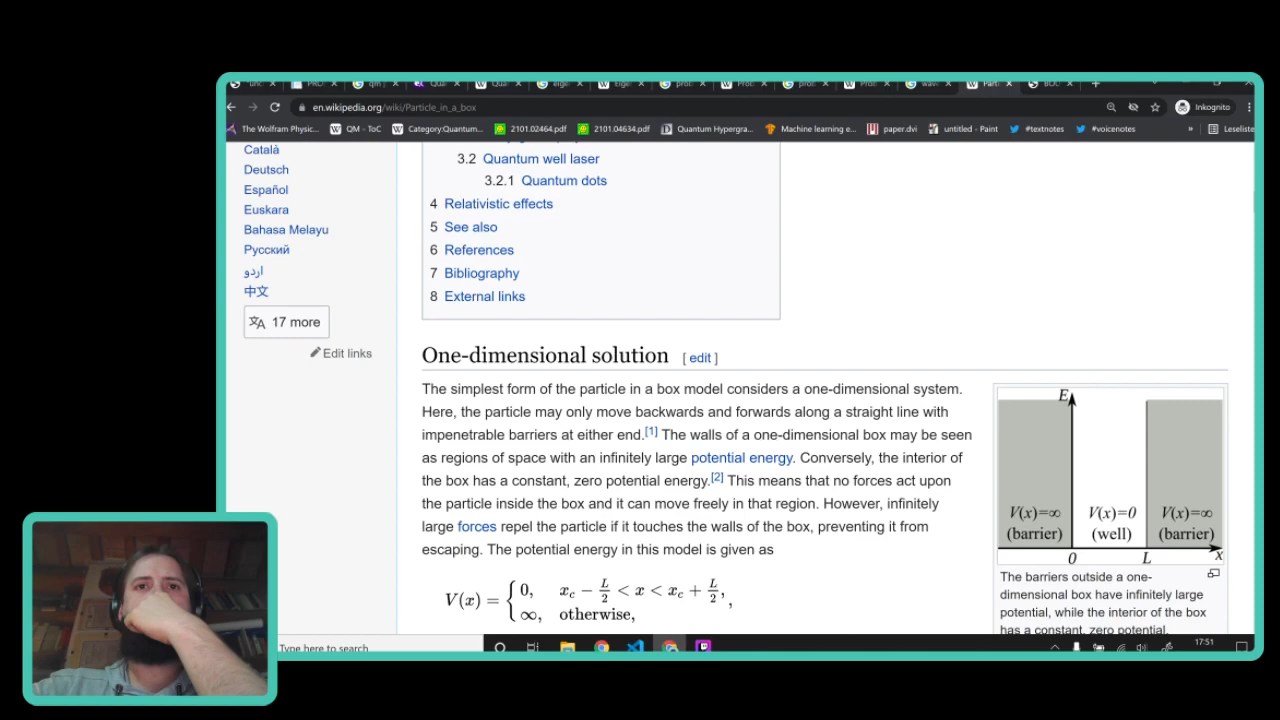 en.wikipedia.org/wiki/Particle_in_a_box
Inkognito
The Wolfram Physic...
QM - ToC
Category:Quantum...
2101.02464.pdf
2101.04634.pdf
Quantum Hypergra...
Machine learning e...
paper.dvi
untitled - Paint
#textnotes
#voicenotes
»
Leseliste
Català
Deutsch
Español
Euskara
Bahasa Melayu
Русский
اردو
中文
17 more
Edit links
3.2 Quantum well laser
3.2.1 Quantum dots
4 Relativistic effects
5 See also
6 References
7 Bibliography
8 External links
One-dimensional solution [ edit ]
The simplest form of the particle in a box model considers a one-dimensional system.
Here, the particle may only move backwards and forwards along a straight line with
impenetrable barriers at either end.[1] The walls of a one-dimensional box may be seen
as regions of space with an infinitely large potential energy. Conversely, the interior of
the box has a constant, zero potential energy.[2] This means that no forces act upon
the particle inside the box and it can move freely in that region. However, infinitely
large forces repel the particle if it touches the walls of the box, preventing it from
escaping. The potential energy in this model is given as
V(x) = { 0, x_c − L/2 < x < x_c + L/2,
∞, otherwise, ,
E
V(x)=∞ V(x)=0 V(x)=∞
(barrier) (well) (barrier)
0 L x
The barriers outside a one-
dimensional box have infinitely large
potential, while the interior of the box
has a constant, zero potential.
Type here to search
17:51